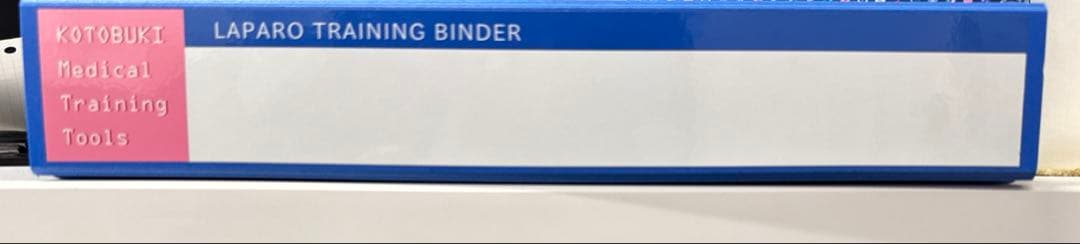 KOTOBUKI
Medical
Training
Tools
LAPARO TRAINING BINDER